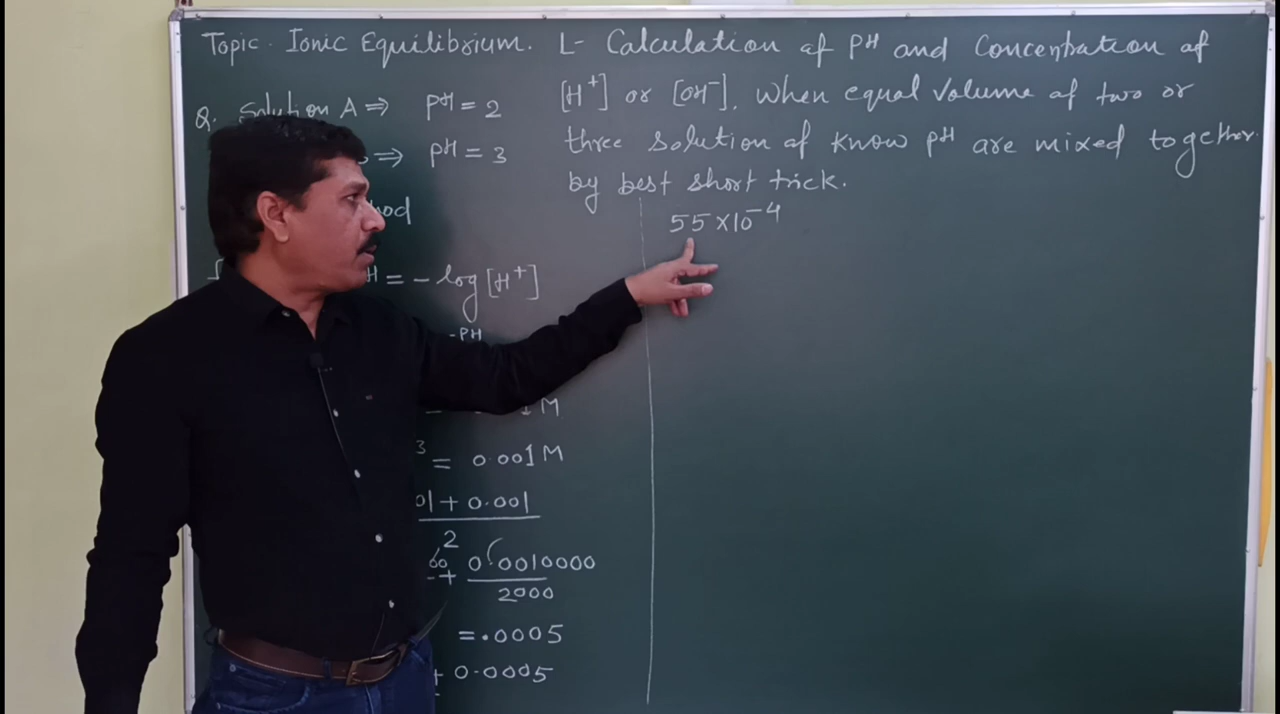 Topic. Ionic Equilibrium. L- Calculation of PH and Concentration of
[H+] or [OH-]. When equal volume of two or
three solution of know PH are mixed together
by best short trick.
Q. Solution A ⇒ PH = 2
⇒ PH = 3
= - log [H+]
-PH
M
3 = 0.001 M
01 + 0.001
2
0.0010000
2000
= .0005
+ 0.0005
55 × 10-4